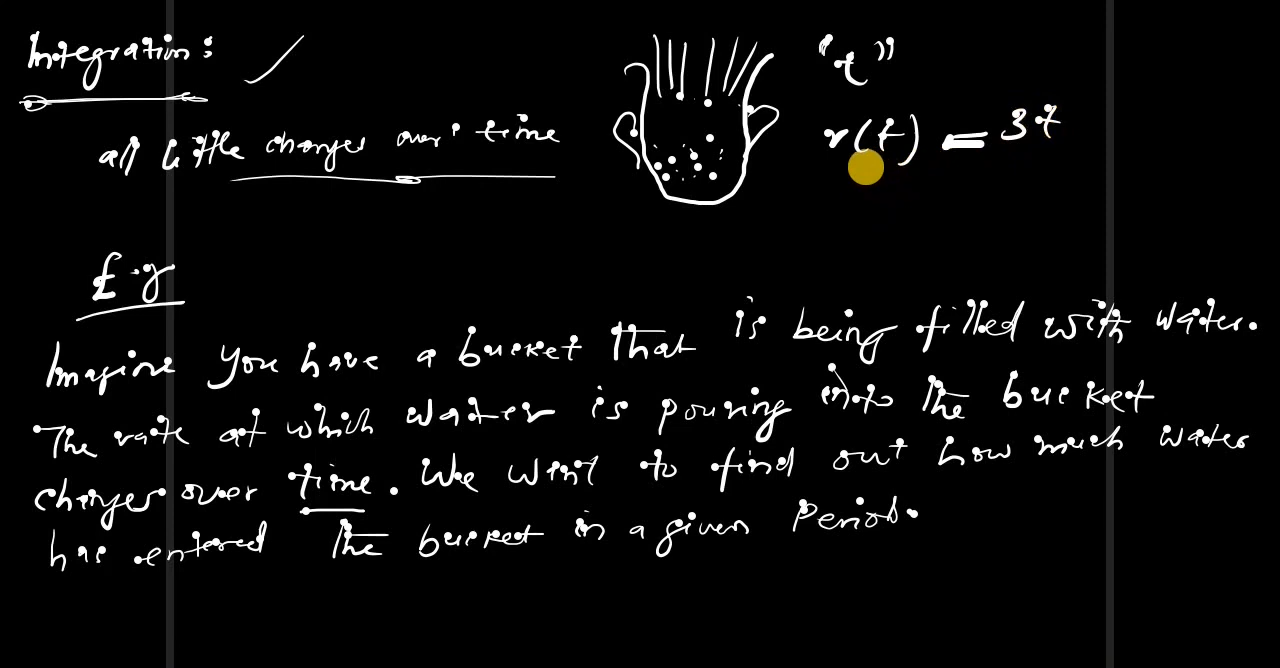 Integration:
all little changes over time
"t"
r(t) = 3t
E.g
Imagine you have a bucket that is being filled with water.
The rate at which water is pouring into the bucket
changes over time. We want to find out how much water
has entered the bucket in a given Period.